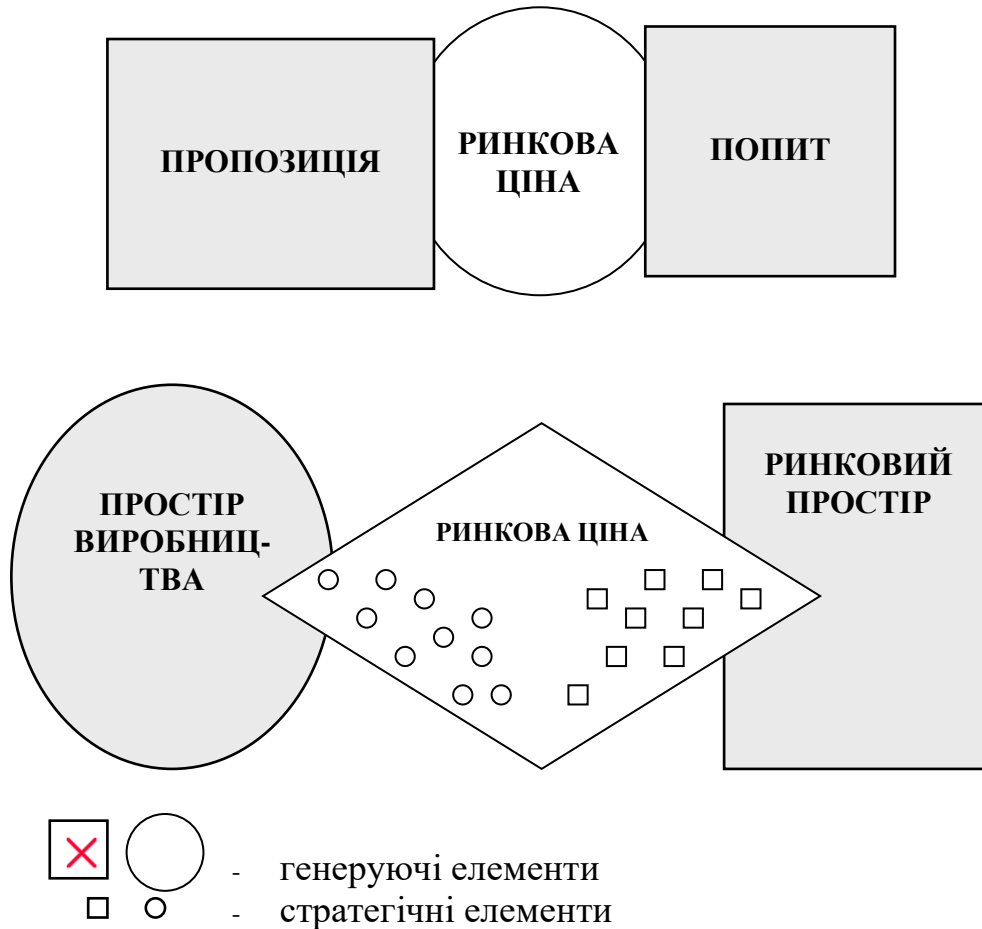 ПРОПОЗИЦІЯ
РИНКОВА
ЦІНА
ПОПИТ
ПРОСТІР
ВИРОБНИЦ-
ТВА
РИНКОВА ЦІНА
РИНКОВИЙ
ПРОСТІР
- генеруючі елементи
- стратегічні елементи